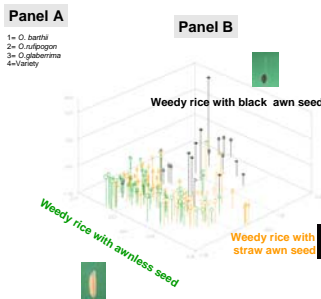 Panel A
1= O. barthii
2= O.rufipogon
3= O.glaberrima
4=Variety
Panel B
Weedy rice with black awn seed
Weedy rice with awnless seed
Weedy rice with
straw awn seed